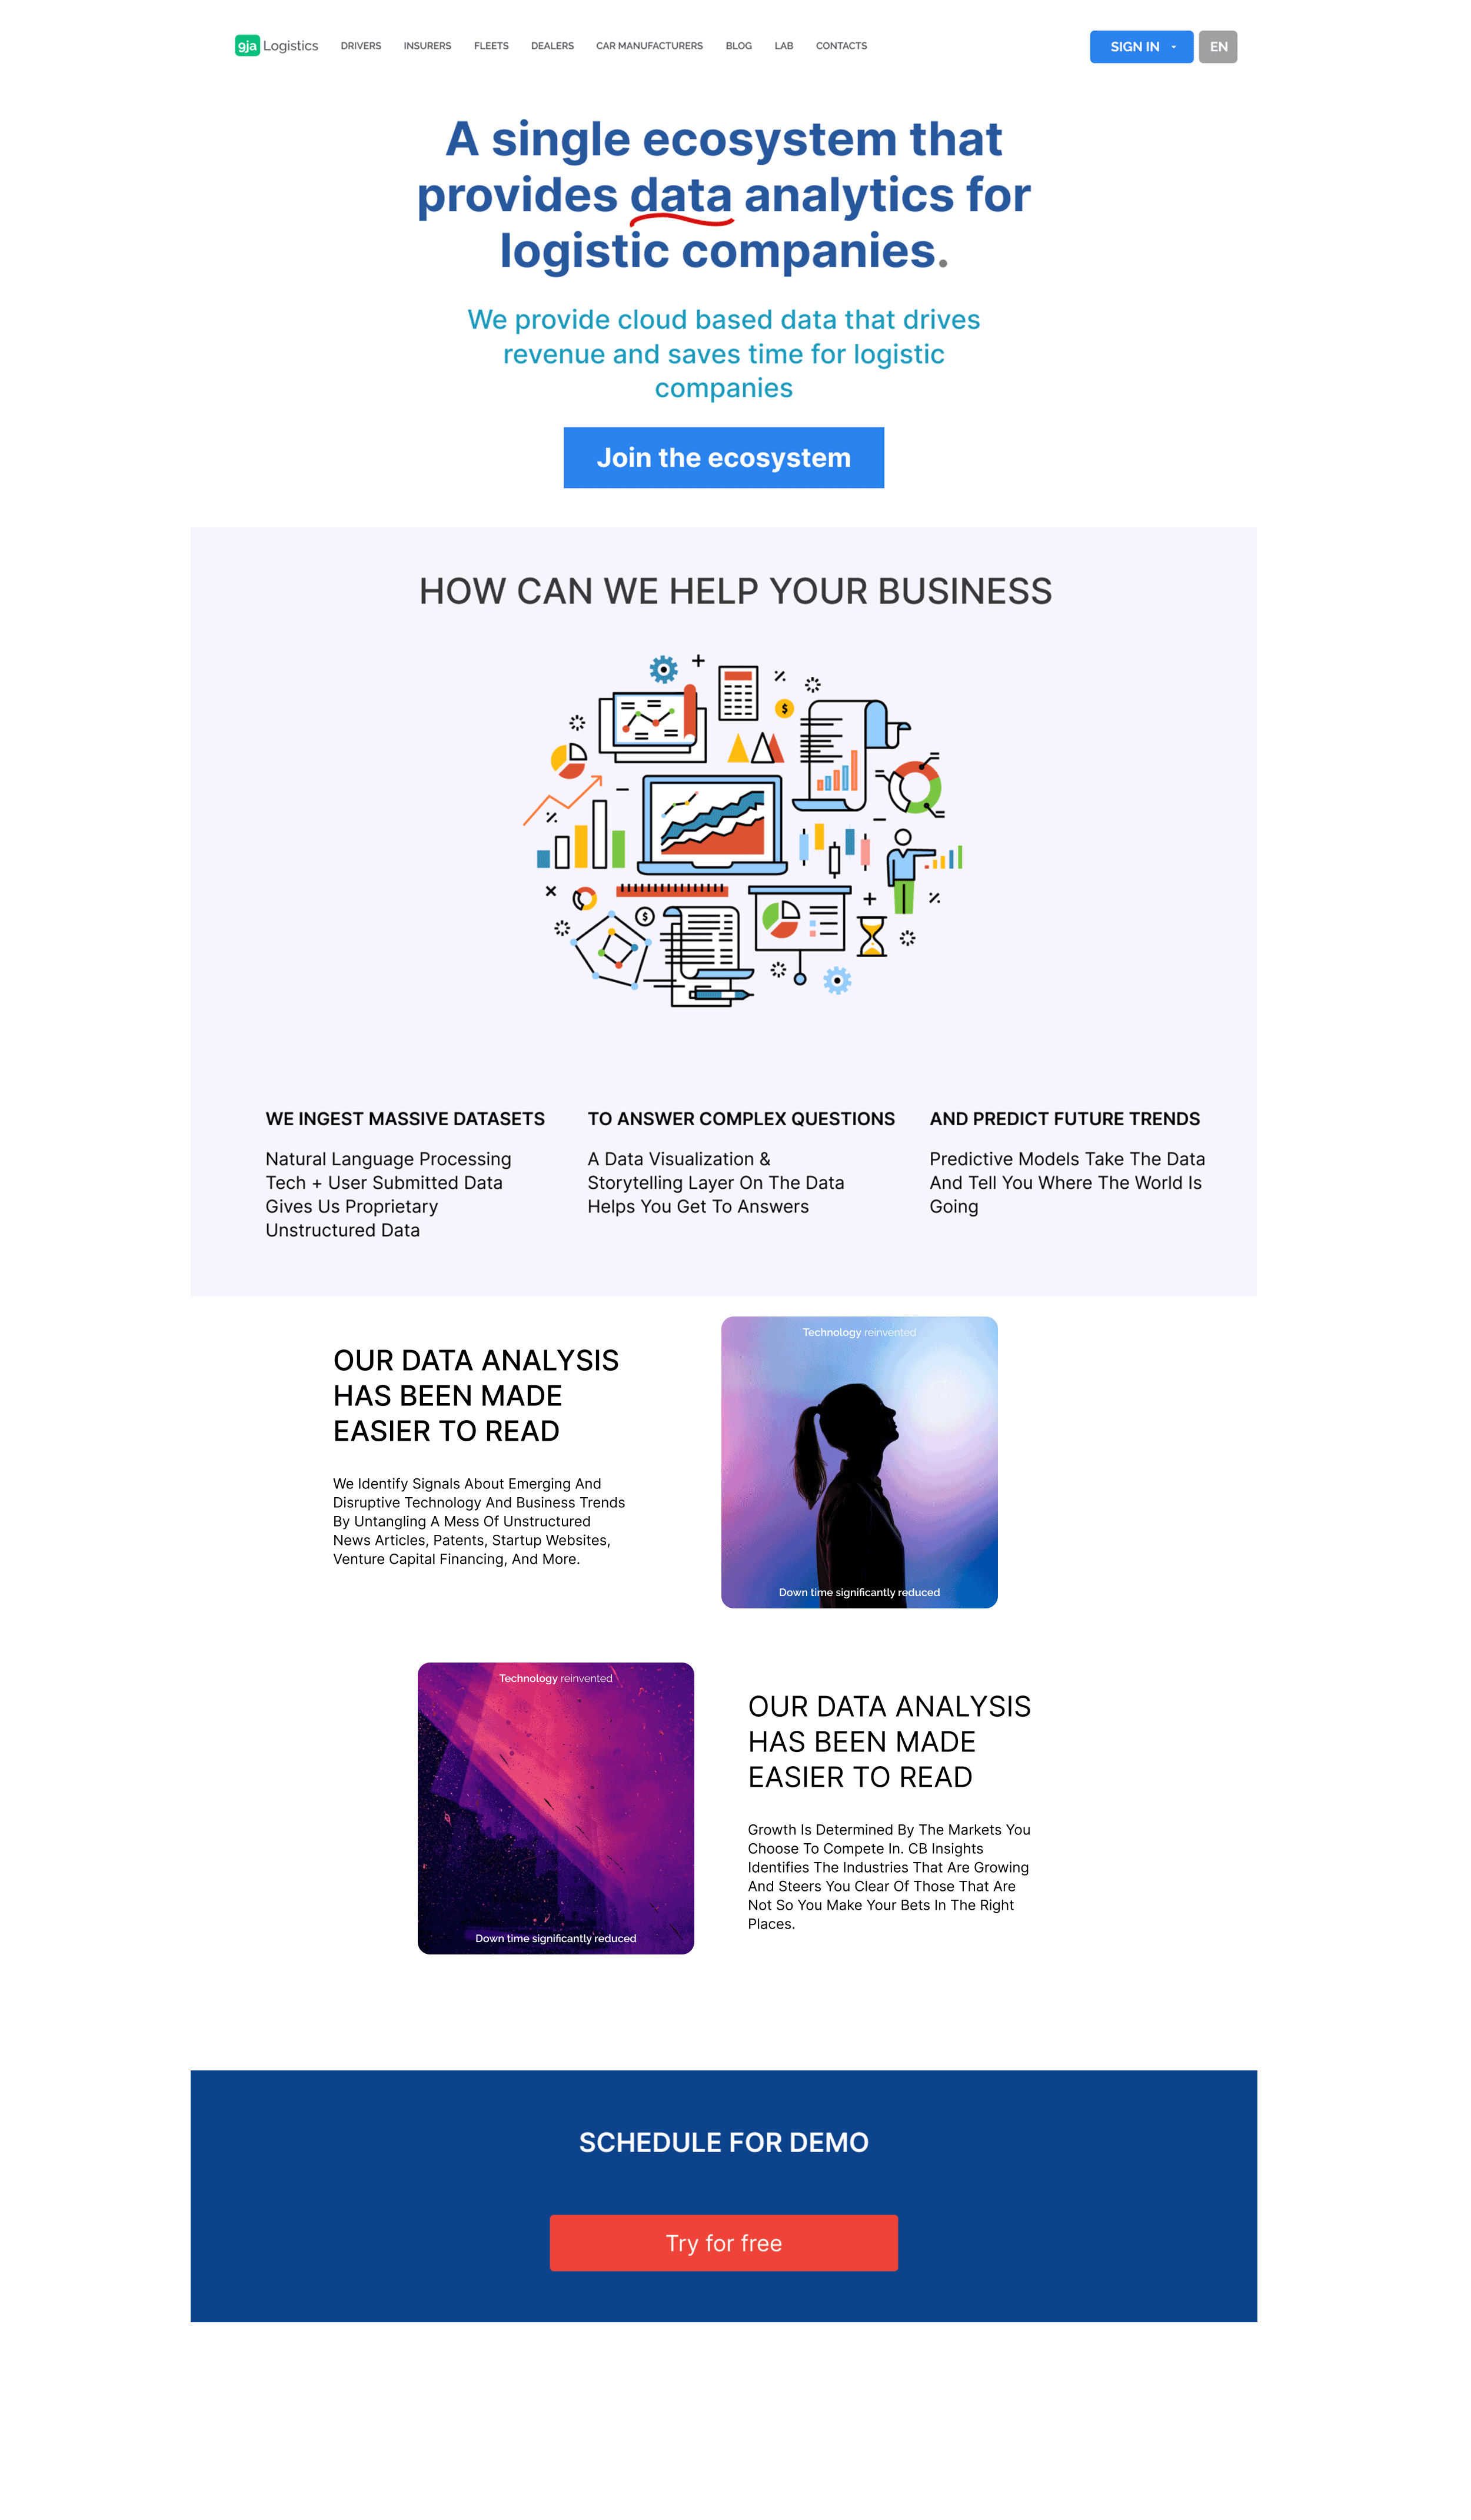 9ja Logistics DRIVERS INSURERS FLEETS DEALERS CAR MANUFACTURERS BLOG LAB CONTACTS SIGN IN EN
A single ecosystem that
provides data analytics for
logistic companies.
We provide cloud based data that drives
revenue and saves time for logistic
companies
Join the ecosystem
HOW CAN WE HELP YOUR BUSINESS
WE INGEST MASSIVE DATASETS
Natural Language Processing
Tech + User Submitted Data
Gives Us Proprietary
Unstructured Data
TO ANSWER COMPLEX QUESTIONS
A Data Visualization &
Storytelling Layer On The Data
Helps You Get To Answers
AND PREDICT FUTURE TRENDS
Predictive Models Take The Data
And Tell You Where The World Is
Going
OUR DATA ANALYSIS
HAS BEEN MADE
EASIER TO READ
We Identify Signals About Emerging And
Disruptive Technology And Business Trends
By Untangling A Mess Of Unstructured
News Articles, Patents, Startup Websites,
Venture Capital Financing, And More.
Technology reinvented
Down time significantly reduced
Technology reinvented
Down time significantly reduced
OUR DATA ANALYSIS
HAS BEEN MADE
EASIER TO READ
Growth Is Determined By The Markets You
Choose To Compete In. CB Insights
Identifies The Industries That Are Growing
And Steers You Clear Of Those That Are
Not So You Make Your Bets In The Right
Places.
SCHEDULE FOR DEMO
Try for free